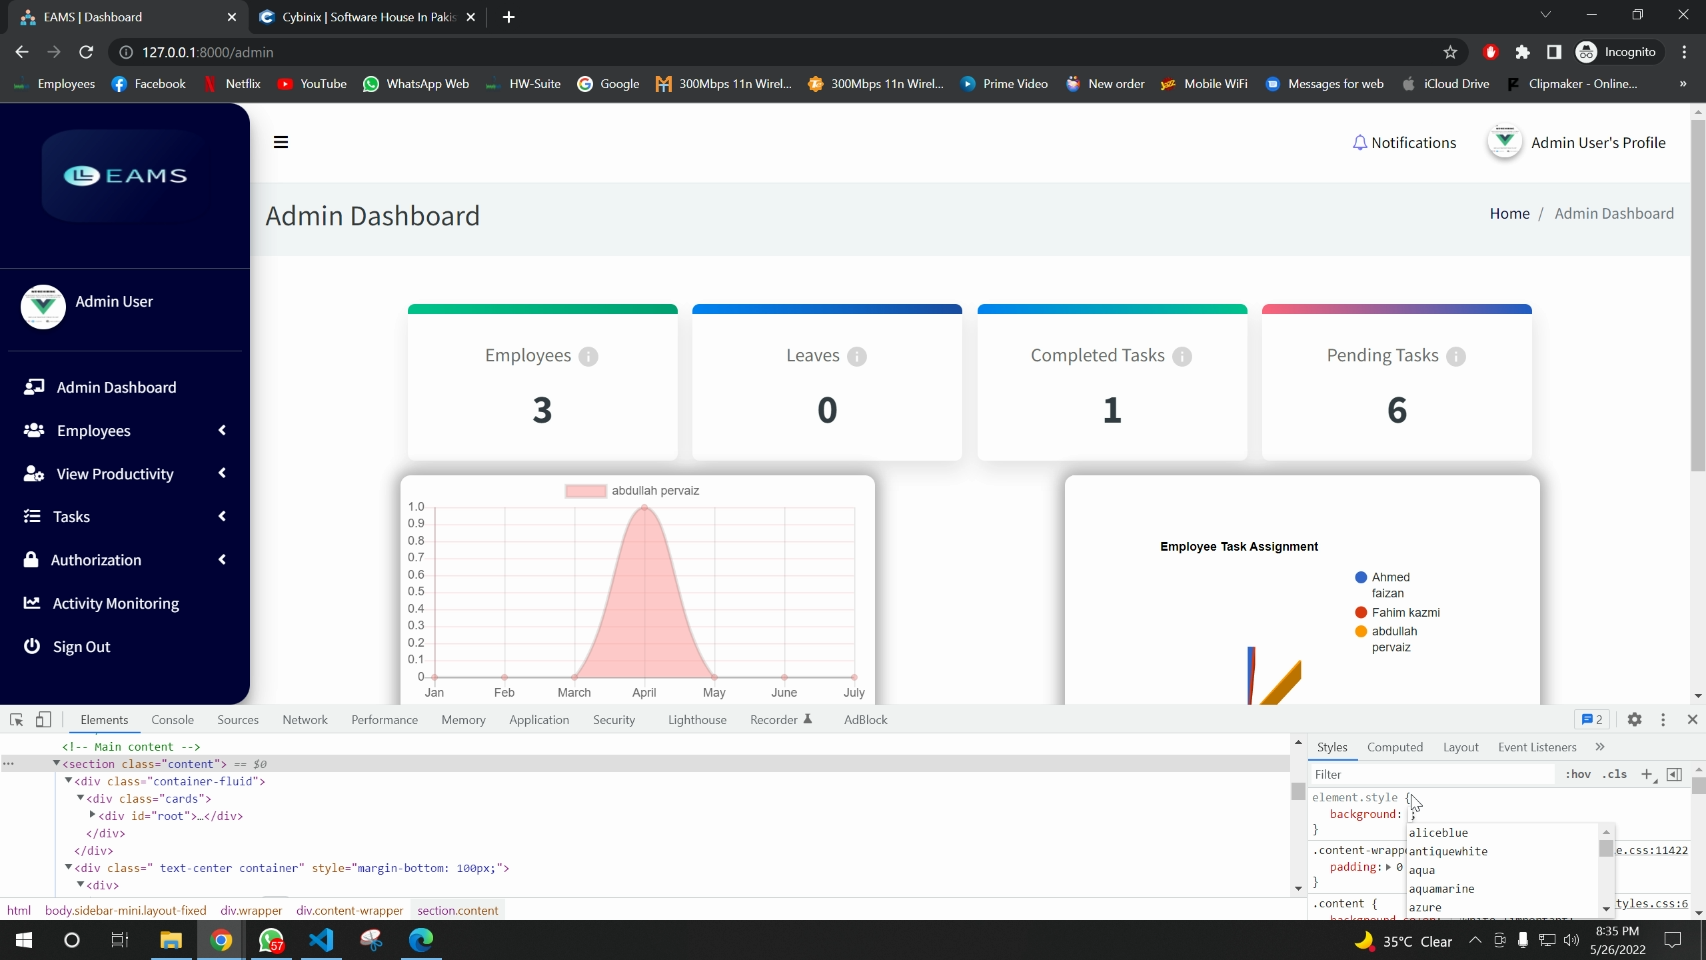 EAMS | Dashboard
Cybinix | Software House In Pakis
127.0.0.1:8000/admin
Incognito
Employees
Facebook
Netflix
YouTube
WhatsApp Web
HW-Suite
Google
300Mbps 11n Wirel...
300Mbps 11n Wirel...
Prime Video
New order
Mobile WiFi
Messages for web
iCloud Drive
Clipmaker - Online...
»
EAMS
Notifications
Admin User's Profile
Admin Dashboard
Home / Admin Dashboard
Admin User
Admin Dashboard
Employees
View Productivity
Tasks
Authorization
Activity Monitoring
Sign Out
Employees
3
Leaves
0
Completed Tasks
1
Pending Tasks
6
abdullah pervaiz
1.0
0.9
0.8
0.7
0.6
0.5
0.4
0.3
0.2
0.1
0
Jan Feb March April May June July
Employee Task Assignment
Ahmed
faizan
Fahim kazmi
abdullah
pervaiz
Elements Console Sources Network Performance Memory Application Security Lighthouse Recorder AdBlock
2
<!-- Main content -->
<section class="content"> == $0
<div class="container-fluid">
<div class="cards">
<div id="root">…</div>
</div>
</div>
<div class=" text-center container" style="margin-bottom: 100px;">
<div>
html body.sidebar-mini.layout-fixed div.wrapper div.content-wrapper section.content
Styles Computed Layout Event Listeners »
Filter
:hov .cls +
element.style {
background: ;
}
aliceblue
antiquewhite
aqua
aquamarine
azure
.content-wrapp
e.css:11422
padding: 0
}
.content {
tyles.css:6
57
35°C Clear
8:35 PM
5/26/2022